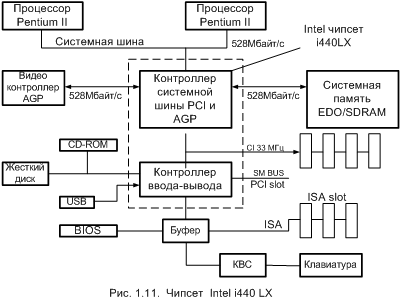 Процессор
Pentium II
Процессор
Pentium II
Системная шина
528Мбайт/с
Intel чипсет
i440LX
Видео
контроллер
AGP
528Мбайт/с
Контроллер
системной
шины PCI и
AGP
528Мбайт/с
Системная
память
EDO/SDRAM
CD-ROM
CI 33 МГц
Жесткий
диск
Контроллер
ввода-вывода
SM BUS
PCI slot
USB
ISA slot
BIOS
Буфер
ISA
КВС
Клавиатура
Рис. 1.11. Чипсет Intel i440 LX